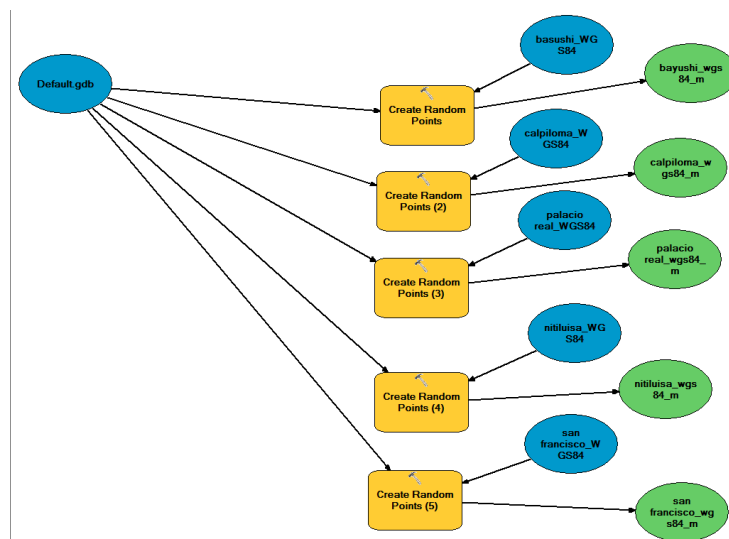 basushi_WG
S84
Default.gdb
bayushi_wgs
84_m
Create Random
Points
calpiloma_W
GS84
calpiloma_w
gs84_m
Create Random
Points (2)
palacio
real_WGS84
palacio
real_wgs84_
m
Create Random
Points (3)
nitiluisa_WG
S84
nitiluisa_wgs
84_m
Create Random
Points (4)
san
francisco_W
GS84
Create Random
Points (5)
san
francisco_wg
s84_m